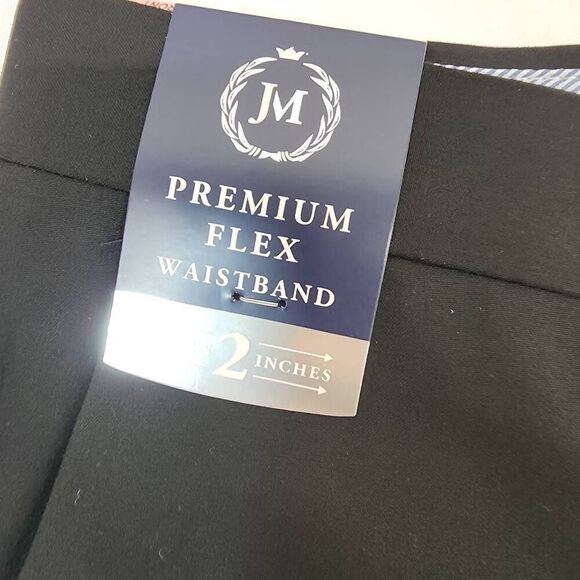 JM
PREMIUM
FLEX
WAISTBAND
2 INCHES